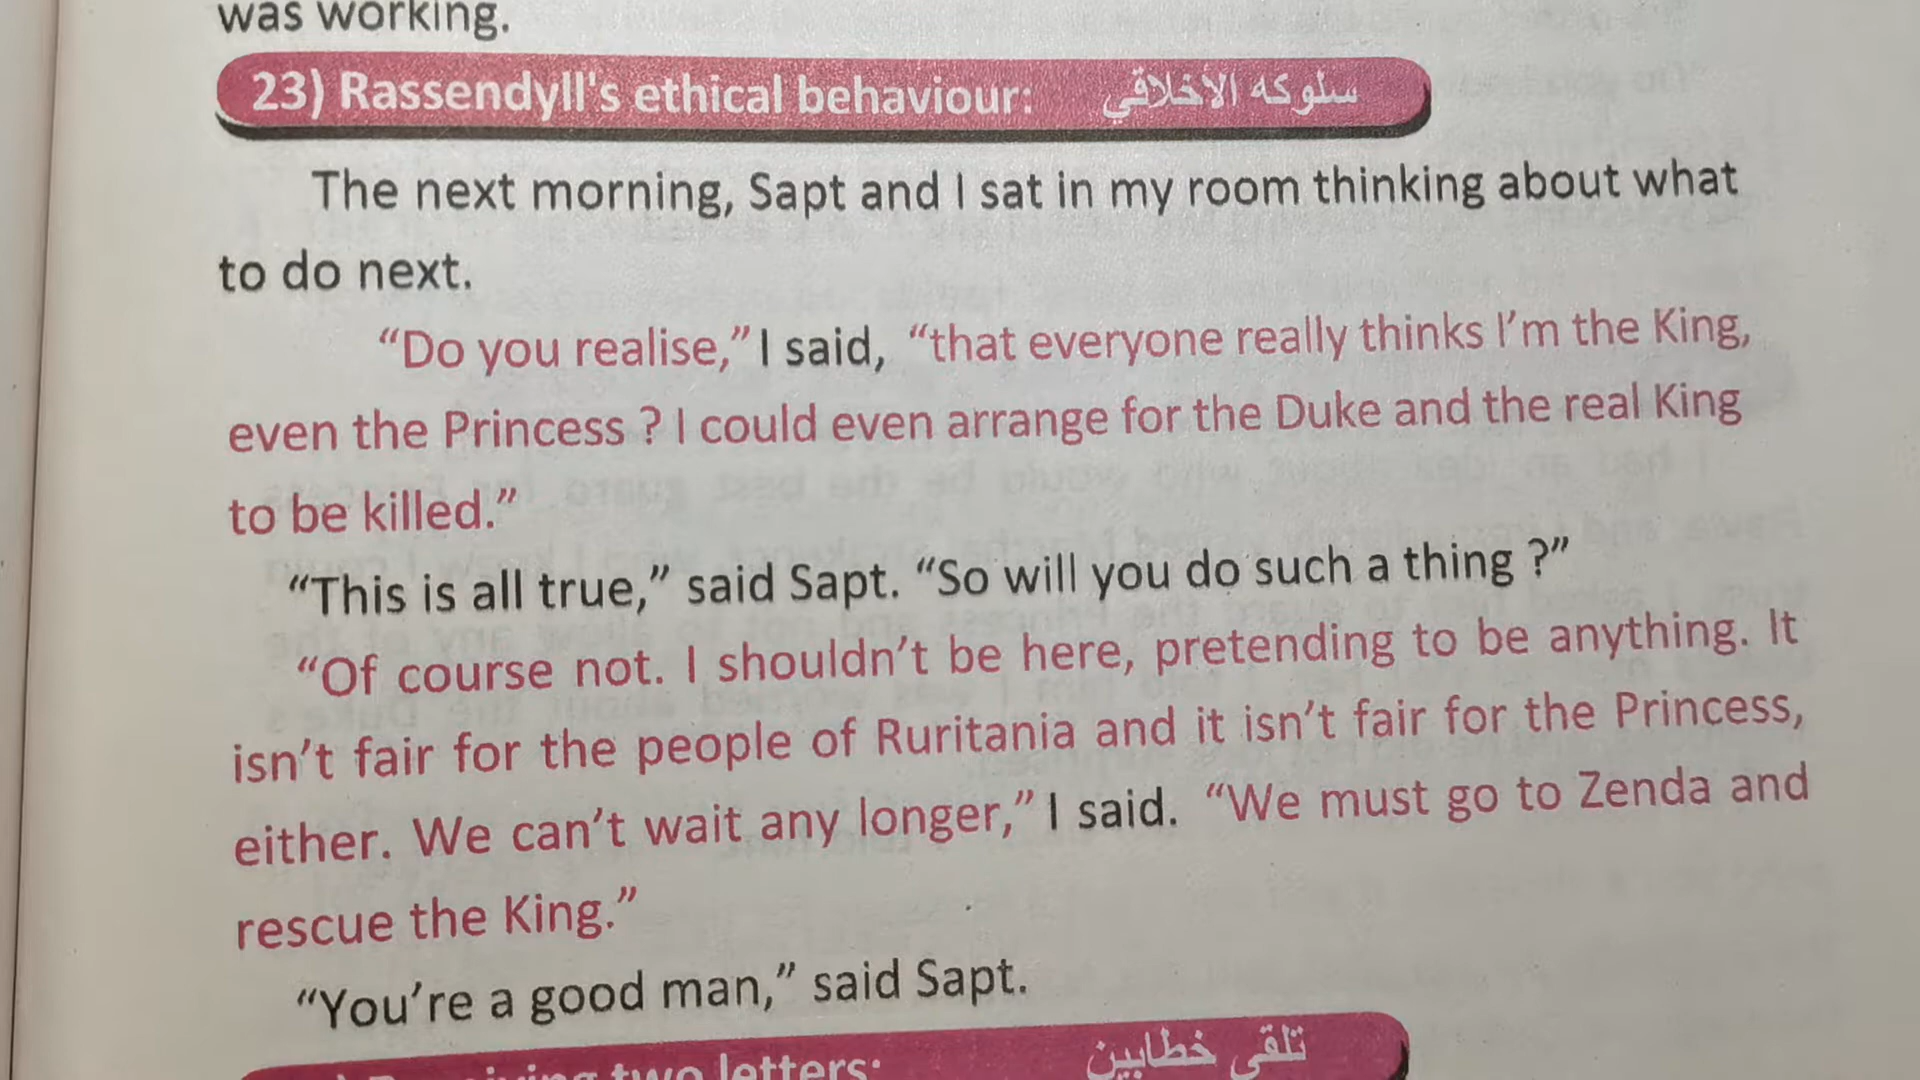 was working.
23) Rassendyll's ethical behaviour: سلوكه الاخلاقي
The next morning, Sapt and I sat in my room thinking about what
to do next.
“Do you realise,” I said, “that everyone really thinks I’m the King,
even the Princess ? I could even arrange for the Duke and the real King
to be killed.”
“This is all true,” said Sapt. “So will you do such a thing ?”
“Of course not. I shouldn’t be here, pretending to be anything. It
isn’t fair for the people of Ruritania and it isn’t fair for the Princess,
either. We can’t wait any longer,” I said. “We must go to Zenda and
rescue the King.”
“You’re a good man,” said Sapt.
two letters: تلقى خطابين